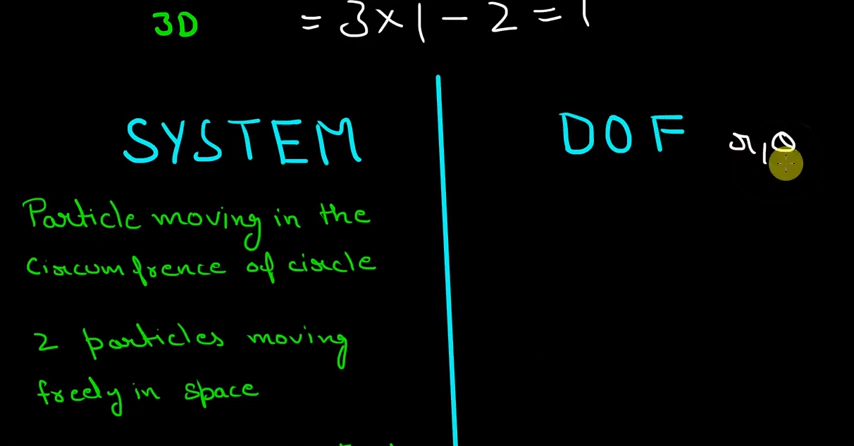 3D = 3 × 1 - 2 = 1
SYSTEM DOF r, θ
Particle moving in the
circumfrence of circle
2 particles moving
freely in space